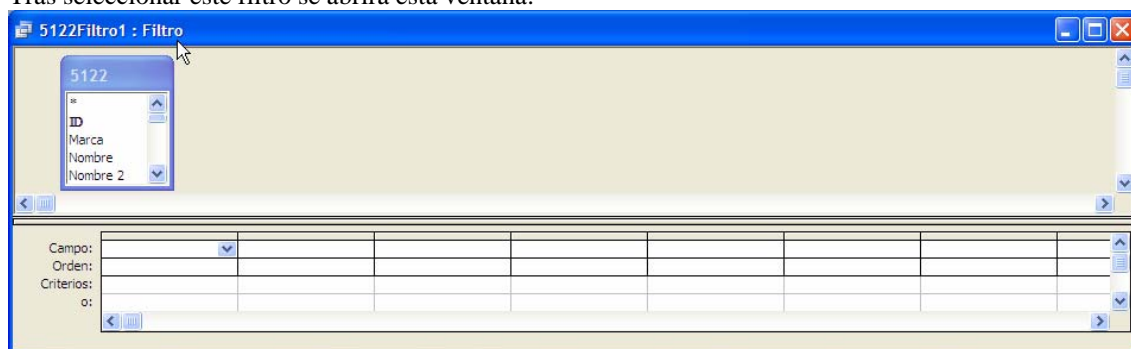 Tras seleccionar este filtro se abrirá esta ventana:
5122Filtro1 : Filtro
5122
*
ID
Marca
Nombre
Nombre 2
Campo:
Orden:
Criterios:
o: